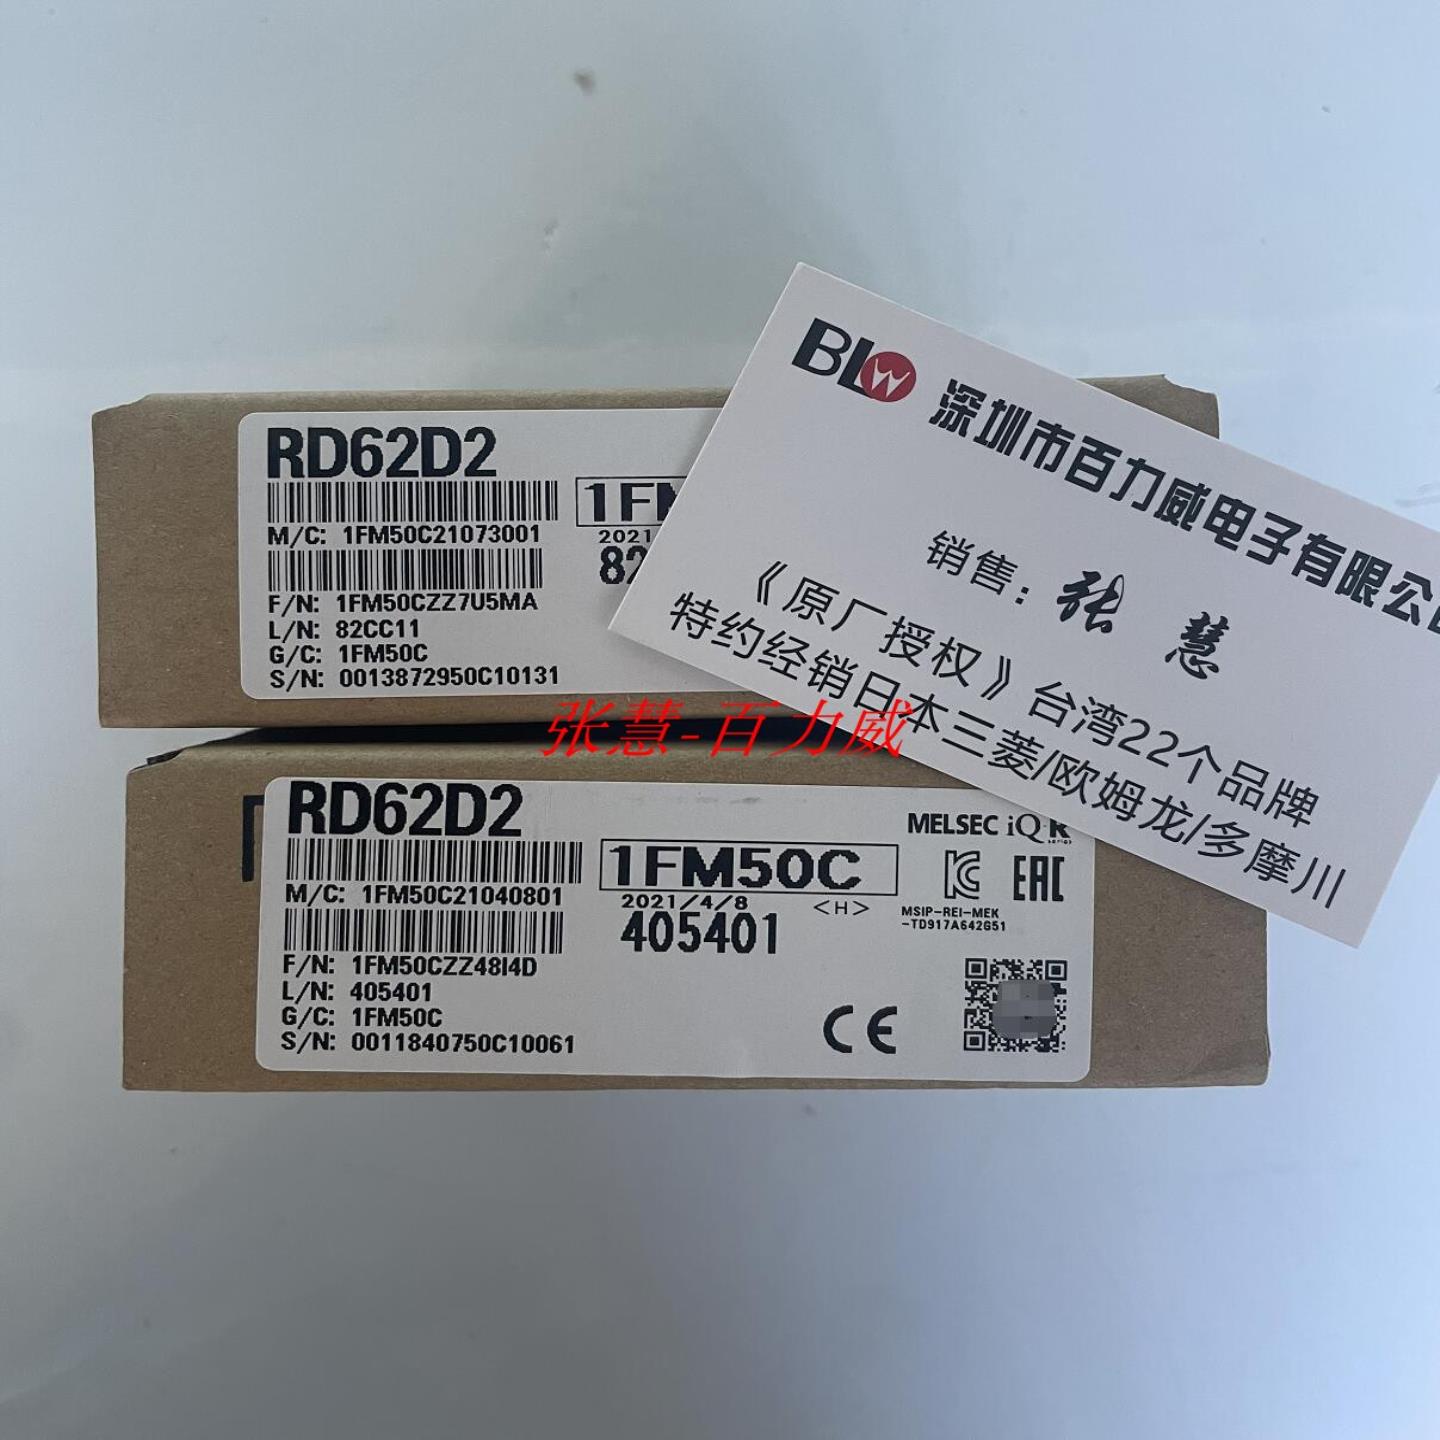 BLW 深圳市百力威电子有限公司
销售：张 慧
《原厂授权》台湾22个品牌
特约经销日本三菱/欧姆龙/多摩川
RD62D2
1FM
M/C: 1FM50C21073001
2021
82
F/N: 1FM50CZZ7U5MA
L/N: 82CC11
G/C: 1FM50C
S/N: 0013872950C10131
张慧-百力威
RD62D2
MELSEC iQ-R
series
1FM50C
M/C: 1FM50C21040801
2021/4/8 <H>
MSIP-REI-MEK
-TD917A642G51
405401
F/N: 1FM50CZZ48I4D
L/N: 405401
G/C: 1FM50C
S/N: 0011840750C10061
CE
EAC